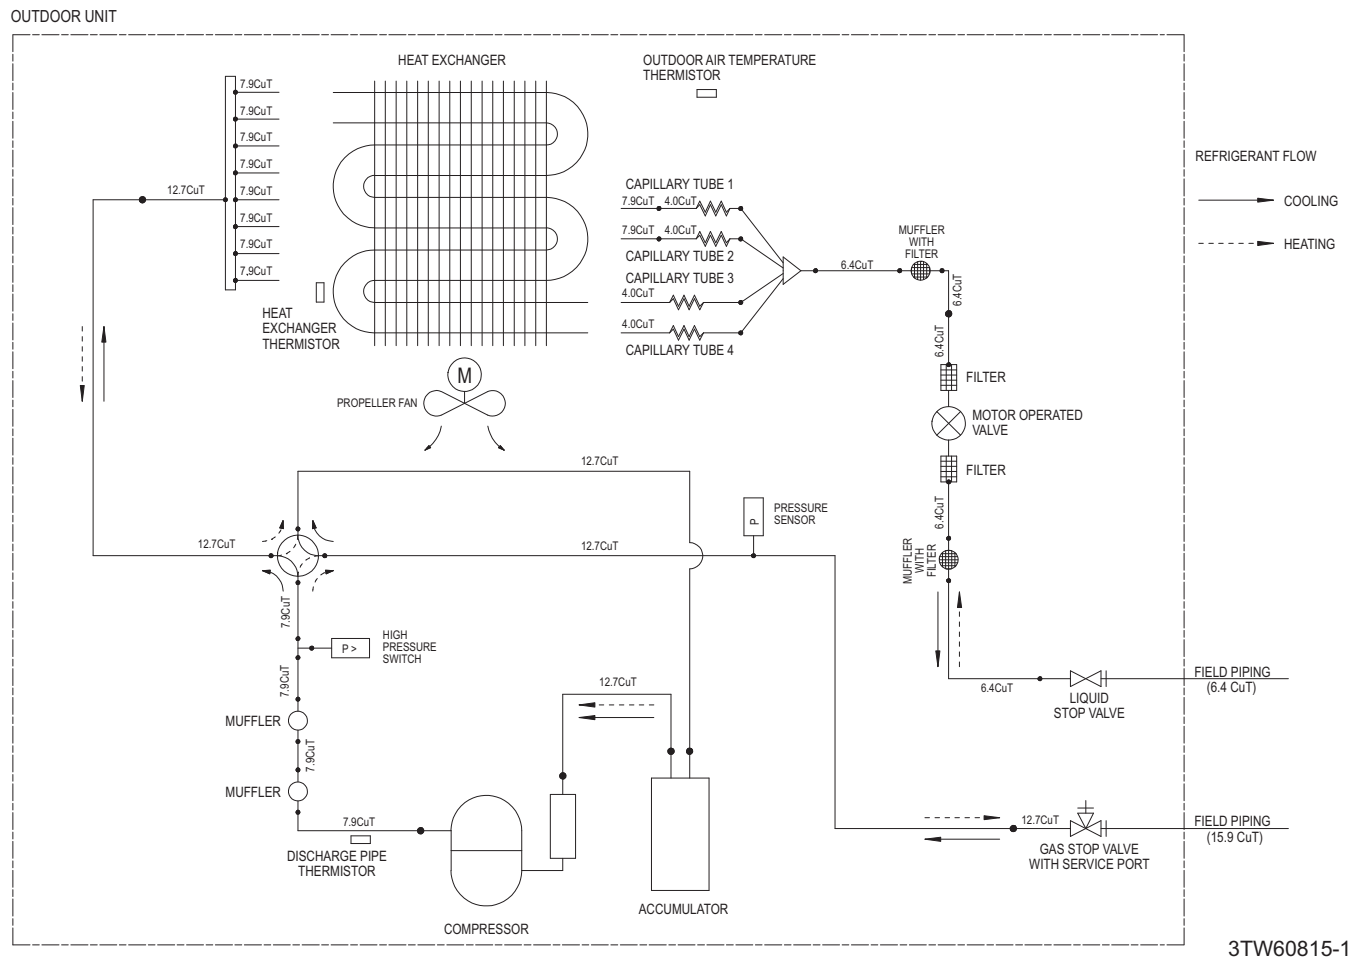 OUTDOOR UNIT
HEAT EXCHANGER
OUTDOOR AIR TEMPERATURE
THERMISTOR
7.9CuT
7.9CuT
7.9CuT
7.9CuT
7.9CuT
7.9CuT
7.9CuT
7.9CuT
12.7CuT
HEAT
EXCHANGER
THERMISTOR
CAPILLARY TUBE 1
7.9CuT 4.0CuT
7.9CuT 4.0CuT
CAPILLARY TUBE 2
CAPILLARY TUBE 3
4.0CuT
4.0CuT
CAPILLARY TUBE 4
6.4CuT
MUFFLER
WITH
FILTER
6.4CuT
6.4CuT
FILTER
MOTOR OPERATED
VALVE
FILTER
6.4CuT
MUFFLER
WITH
FILTER
REFRIGERANT FLOW
COOLING
HEATING
M
PROPELLER FAN
12.7CuT
12.7CuT
12.7CuT
P
PRESSURE
SENSOR
7.9CuT
P >
HIGH
PRESSURE
SWITCH
7.9CuT
MUFFLER
7.9CuT
MUFFLER
7.9CuT
DISCHARGE PIPE
THERMISTOR
12.7CuT
COMPRESSOR
ACCUMULATOR
6.4CuT
LIQUID
STOP VALVE
FIELD PIPING
(6.4 CuT)
12.7CuT
GAS STOP VALVE
WITH SERVICE PORT
FIELD PIPING
(15.9 CuT)
3TW60815-1